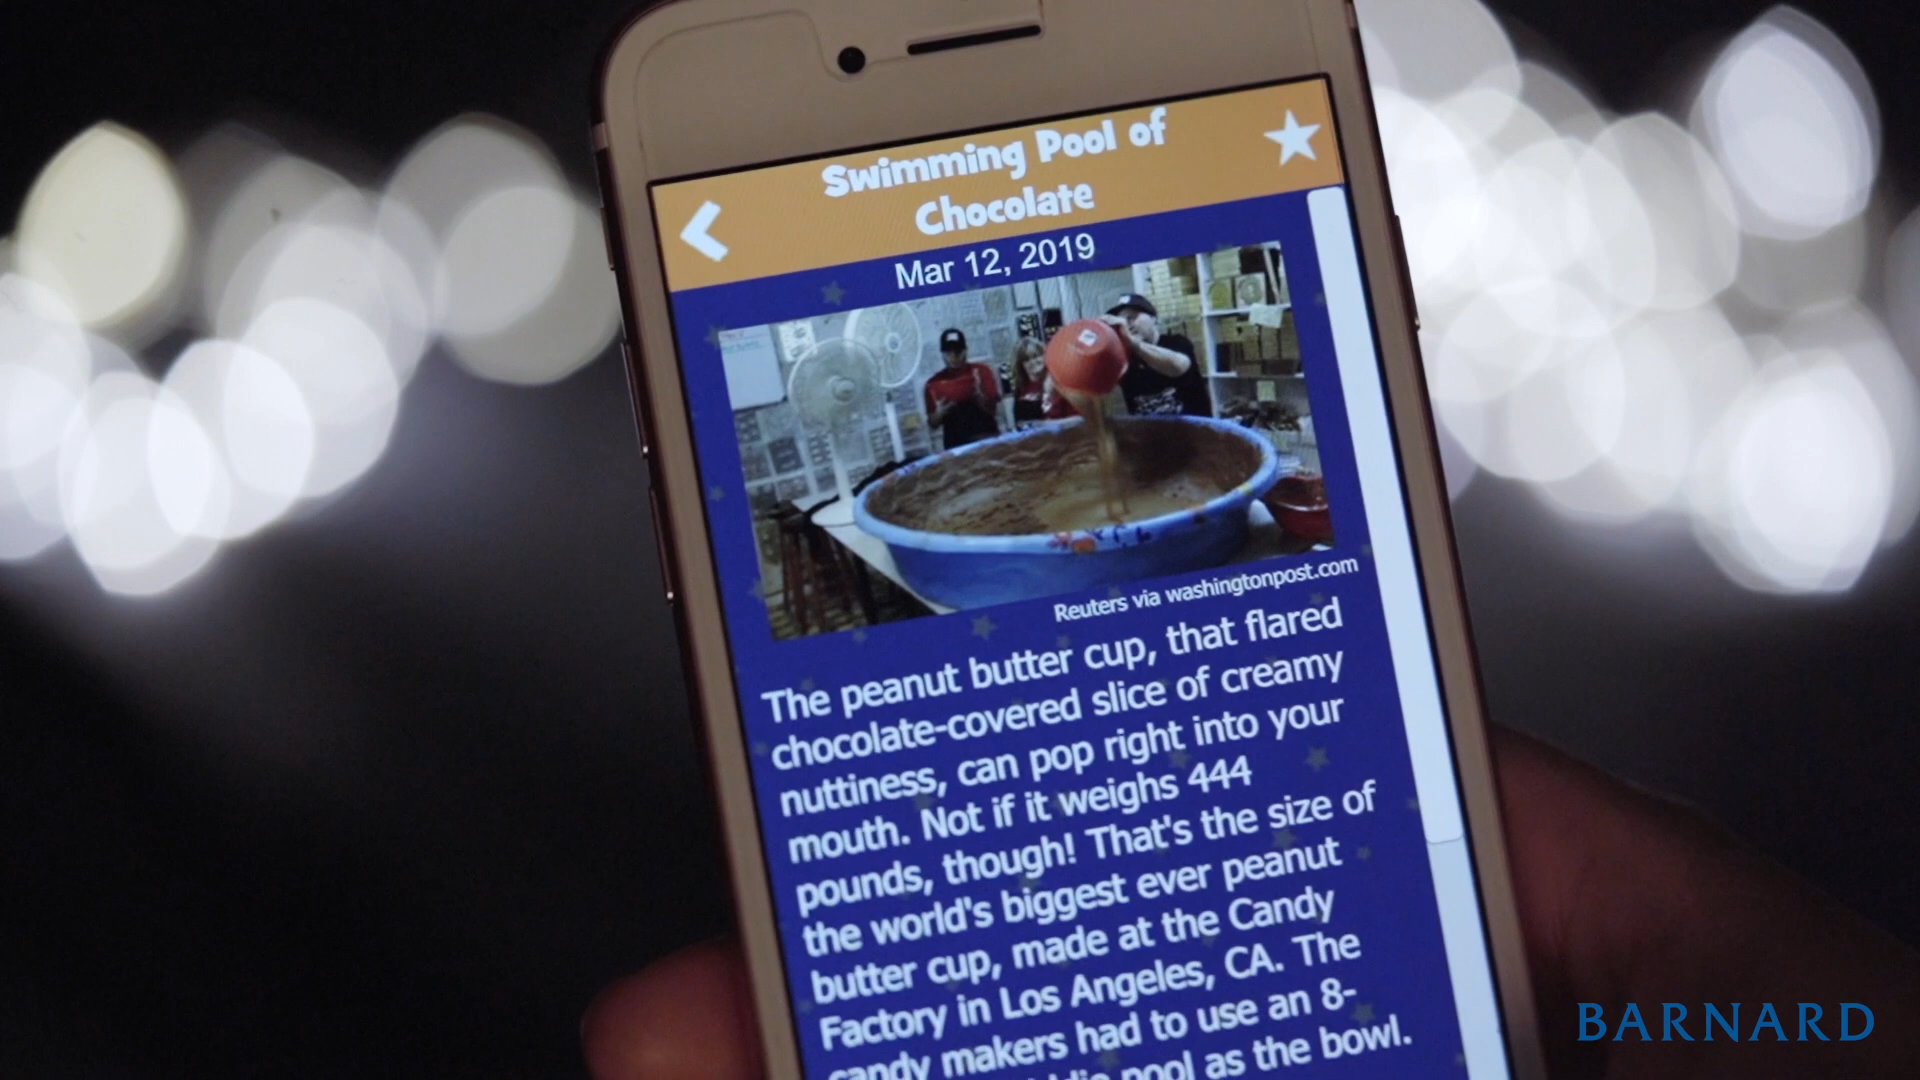 Swimming Pool of
Chocolate
Mar 12, 2019
Reuters via washingtonpost.com
The peanut butter cup, that flared
chocolate-covered slice of creamy
nuttiness, can pop right into your
mouth. Not if it weighs 444
pounds, though! That's the size of
the world's biggest ever peanut
butter cup, made at the Candy
Factory in Los Angeles, CA. The
candy makers had to use an 8-
pool as the bowl.
BARNARD